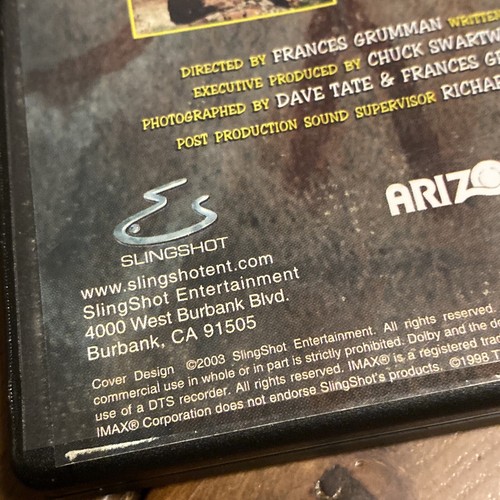 DIRECTED BY FRANCES GRUMMAN WRITTEN
EXECUTIVE PRODUCED BY CHUCK
PHOTOGRAPHED BY DAVE TATE & FRANCES
POST PRODUCTION SOUND SUPERVISOR RICHAR
SLINGSHOT
ARIZO
www.slingshotent.com
SlingShot Entertainment
4000 West Burbank Blvd.
Burbank, CA 91505
Cover Design ©2003 SlingShot Entertainment. All rights reserved.
commercial use in whole or in part is strictly prohibited. Dolby and the
use of a DTS recorder. All rights reserved. IMAX® is a registered
IMAX® Corporation does not endorse SlingShot's products. ©1998